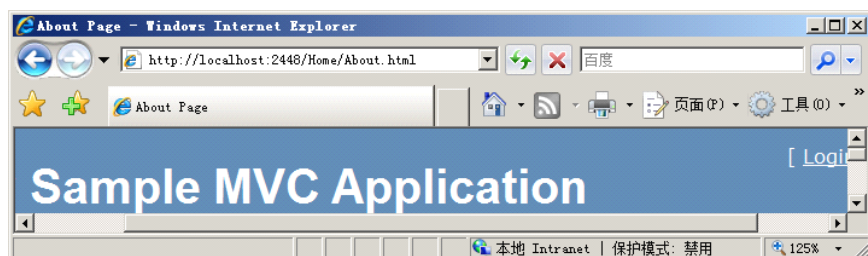 About Page - Windows Internet Explorer
http://localhost:2448/Home/About.html
百度
About Page
页面(P)
工具(O)
»
[ Login
Sample MVC Application
本地 Intranet | 保护模式: 禁用
125%